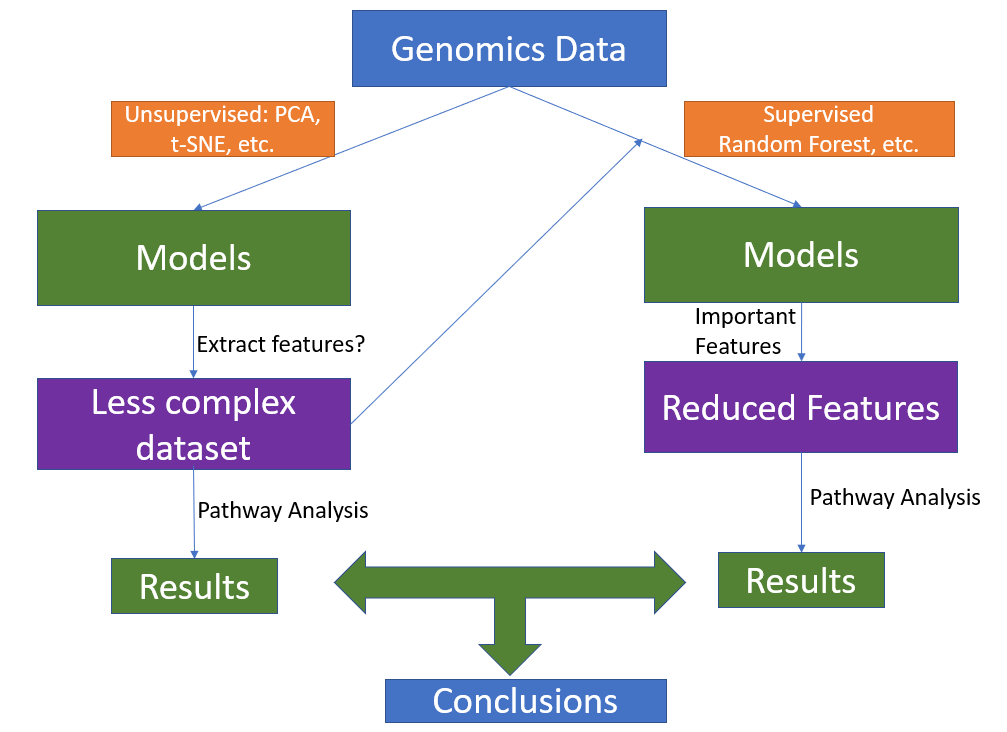 Genomics Data
Unsupervised: PCA,
t-SNE, etc.
Supervised
Random Forest, etc.
Models
Models
Extract features?
Important
Features
Less complex
dataset
Reduced Features
Pathway Analysis
Pathway Analysis
Results
Results
Conclusions